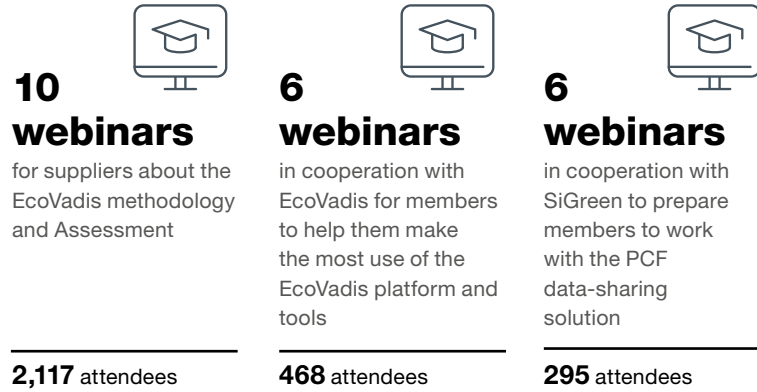 10
webinars
for suppliers about the
EcoVadis methodology
and Assessment
2,117 attendees
6
webinars
in cooperation with
EcoVadis for members
to help them make
the most use of the
EcoVadis platform and
tools
468 attendees
6
webinars
in cooperation with
SiGreen to prepare
members to work
with the PCF
data-sharing
solution
295 attendees